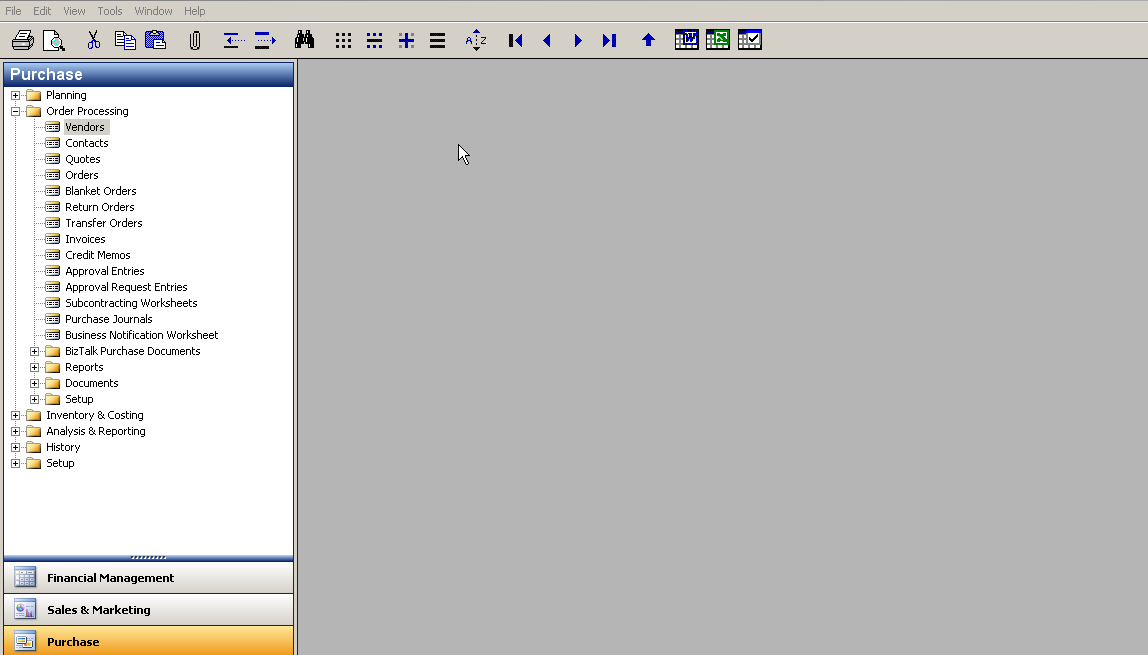 File Edit View Tools Window Help
A Z
W
X
Purchase
Planning
Order Processing
Vendors
Contacts
Quotes
Orders
Blanket Orders
Return Orders
Transfer Orders
Invoices
Credit Memos
Approval Entries
Approval Request Entries
Subcontracting Worksheets
Purchase Journals
Business Notification Worksheet
BizTalk Purchase Documents
Reports
Documents
Setup
Inventory & Costing
Analysis & Reporting
History
Setup
Financial Management
Sales & Marketing
Purchase